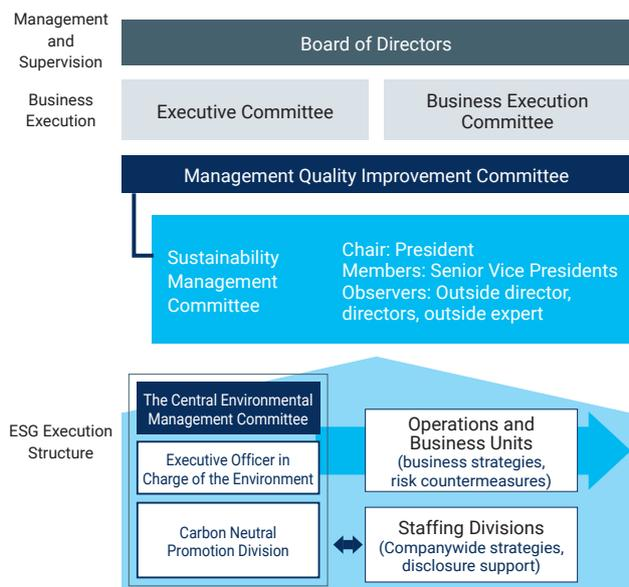 Management
and
Supervision
Board of Directors
Business
Execution
Executive Committee
Business Execution
Committee
Management Quality Improvement Committee
Sustainability
Management
Committee
Chair: President
Members: Senior Vice Presidents
Observers: Outside director,
directors, outside expert
ESG Execution
Structure
The Central Environmental
Management Committee
Executive Officer in
Charge of the Environment
Carbon Neutral
Promotion Division
Operations and
Business Units
(business strategies,
risk countermeasures)
Staffing Divisions
(Companywide strategies,
disclosure support)